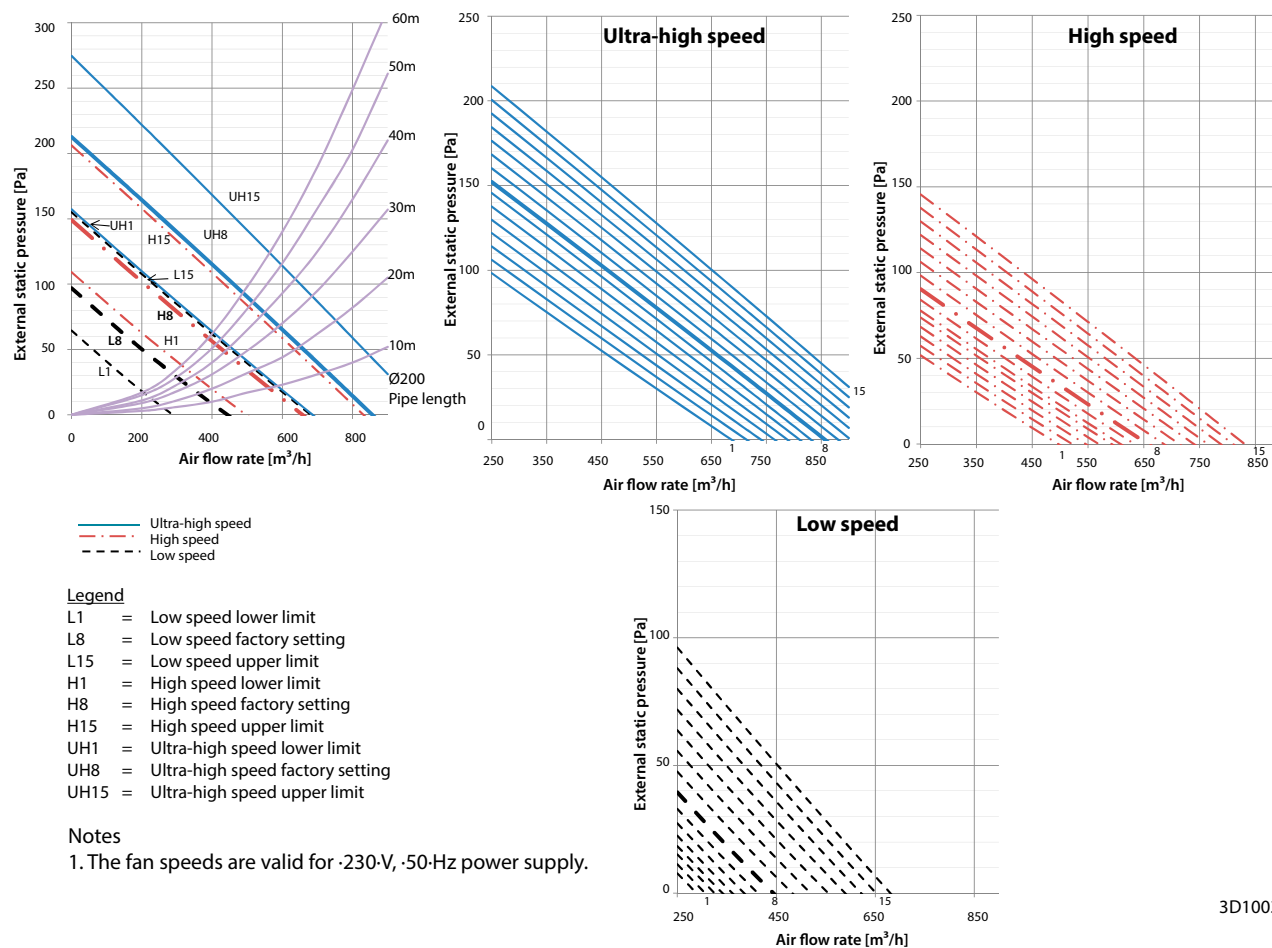 300
250
200
150
100
50
0
External static pressure [Pa]
0
200
400
600
800
Air flow rate [m³/h]
60m
50m
40m
30m
20m
10m
Ø200
Pipe length
UH15
UH8
H15
UH1
L15
H8
L8
H1
L1
Ultra-high speed
250
200
150
100
50
0
External static pressure [Pa]
250
350
450
550
650
750
850
1
8
15
Air flow rate [m³/h]
High speed
250
200
150
100
50
0
External static pressure [Pa]
250
350
450
550
650
750
850
1
8
15
Air flow rate [m³/h]
Ultra-high speed
High speed
Low speed
Legend
L1 = Low speed lower limit
L8 = Low speed factory setting
L15 = Low speed upper limit
H1 = High speed lower limit
H8 = High speed factory setting
H15 = High speed upper limit
UH1 = Ultra-high speed lower limit
UH8 = Ultra-high speed factory setting
UH15 = Ultra-high speed upper limit
Notes
1. The fan speeds are valid for ·230·V, ·50·Hz power supply.
Low speed
150
100
50
0
External static pressure [Pa]
1
8
15
250
450
650
850
Air flow rate [m³/h]